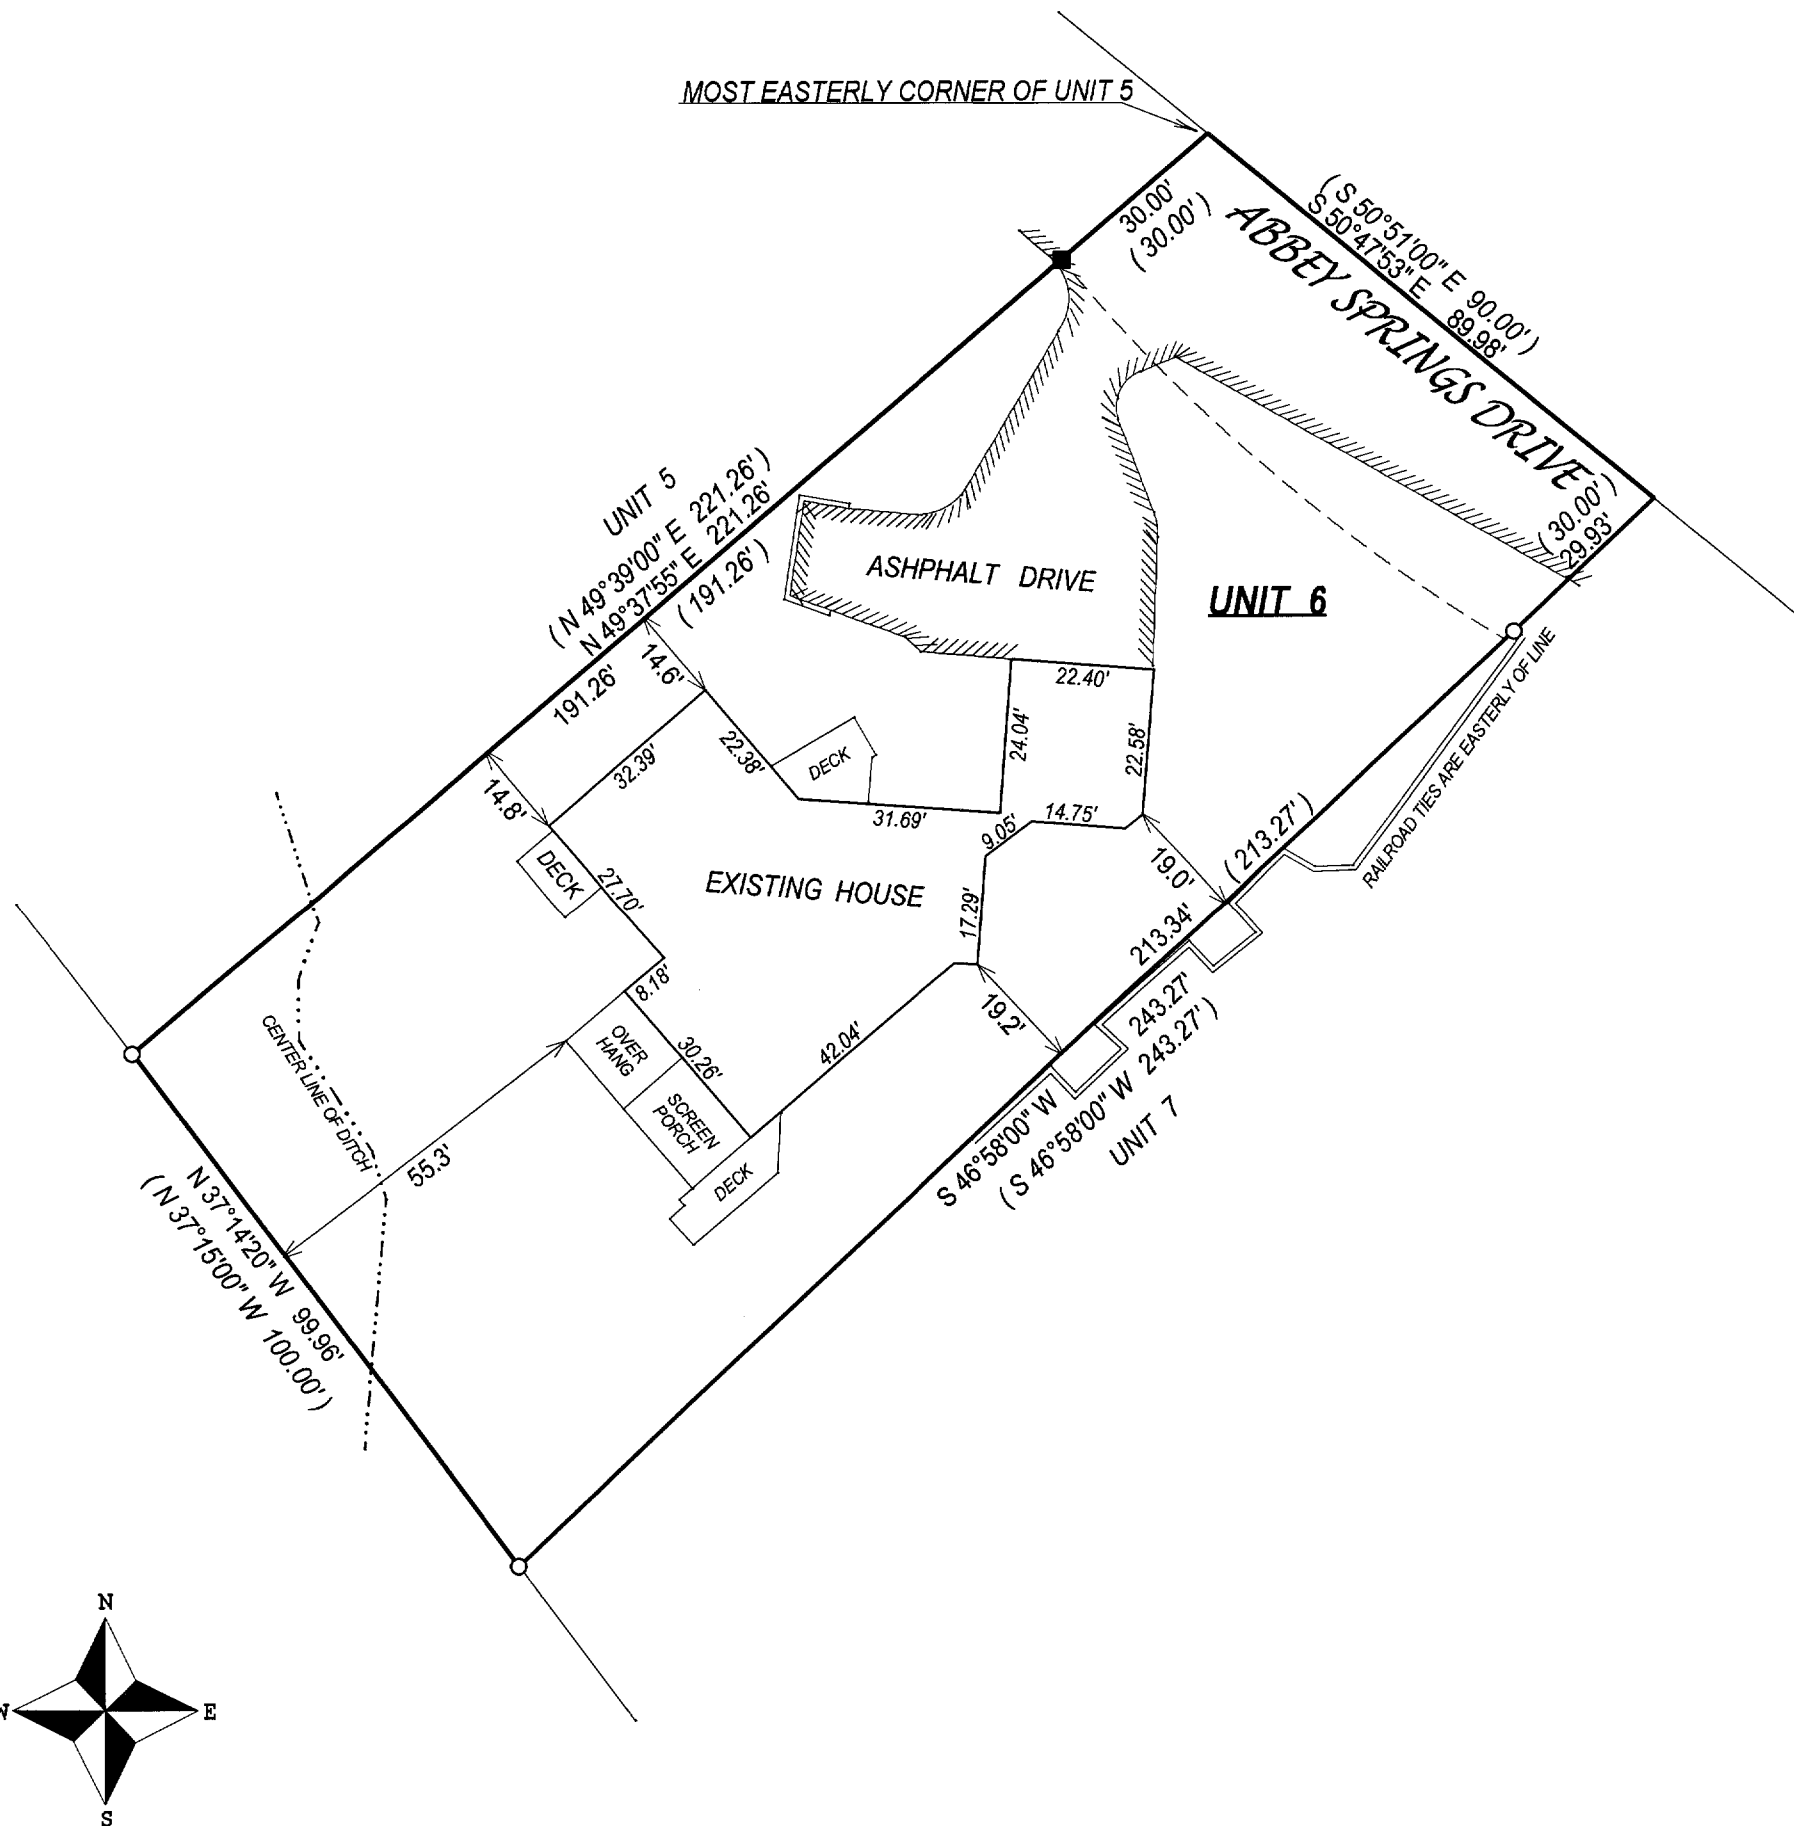 MOST EASTERLY CORNER OF UNIT 5
30.00'
( 30.00')
( S 50°51'00" E 90.00' )
S 50°47'53" E 89.98'
ABBEY SPRINGS DRIVE
( 30.00' )
29.93'
UNIT 5
( N 49°39'00" E 221.26' )
N 49°37'55" E 221.26'
( 191.26' )
191.26'
ASHPHALT DRIVE
UNIT 6
RAILROAD TIES ARE EASTERLY OF LINE
14.6'
22.40'
24.04'
22.58'
22.38'
DECK
32.39'
14.8'
31.69'
9.05'
14.75'
19.0'
( 213.27' )
213.34'
DECK
27.70'
EXISTING HOUSE
17.29'
8.18'
19.2'
243.27'
S 46°58'00" W
( S 46°58'00" W 243.27' )
UNIT 7
CENTER LINE OF DITCH
OVER
HANG
30.26'
42.04'
SCREEN
PORCH
DECK
55.3'
N 37°14'20" W 99.96'
( N 37°15'00" W 100.00' )
N
W
E
S